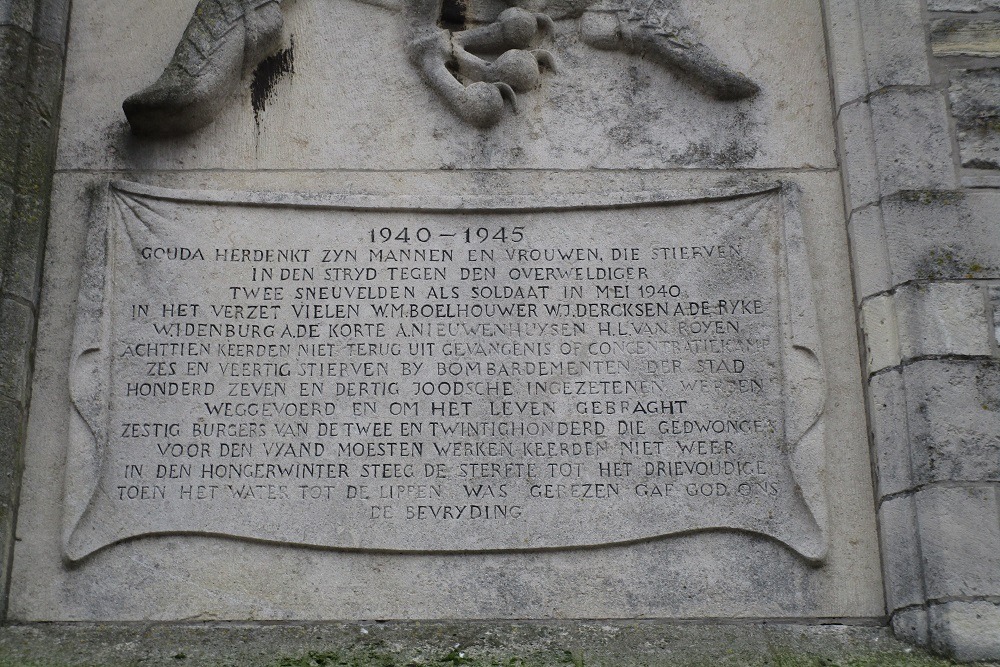 1940-1945
GOUDA HERDENKT ZYN MANNEN EN VROUWEN, DIE STIERVEN
IN DEN STRYD TEGEN DEN OVERWELDIGER
TWEE SNEUVELDEN ALS SOLDAAT IN MEI 1940.
IN HET VERZET VIELEN W.M.BOELHOUWER W.J.DERCKSEN A.DE.RYKE
W.IDENBURG A.DE KORTE A.NIEUWENHUYSEN H.L.VAN ROYEN.
ACHTTIEN KEERDEN NIET TERUG UIT GEVANGENIS OF CONCENTRATIEKAMP
ZES EN VEERTIG STIERVEN BY BOMBARDEMENTEN DER STAD
HONDERD ZEVEN EN DERTIG JOODSCHE INGEZETENEN WERDEN
WEGGEVOERD EN OM HET LEVEN GEBRAGHT
ZESTIG BURGERS VAN DE TWEE EN TWINTIGHONDERD DIE GEDWONGEN
VOOR DEN VYAND MOESTEN WERKEN KEERDEN NIET WEER.
IN DEN HONGERWINTER STEEG DE STERFTE TOT HET DRIEVOUDIGE
TOEN HET WATER TOT DE LIPPEN WAS GEREZEN GAF GOD ONS
DE BEVRYDING.